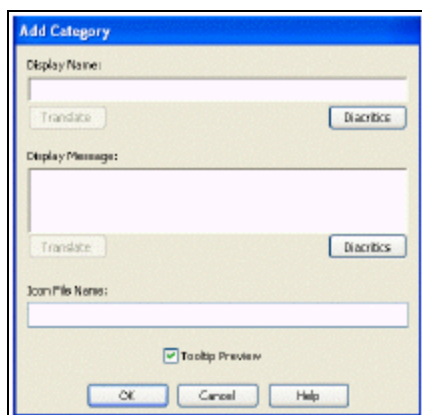 Add Category
Display Name:
Translate Diacritics
Display Message:
Translate Diacritics
Icon File Name:
Tooltip Preview
OK Cancel Help